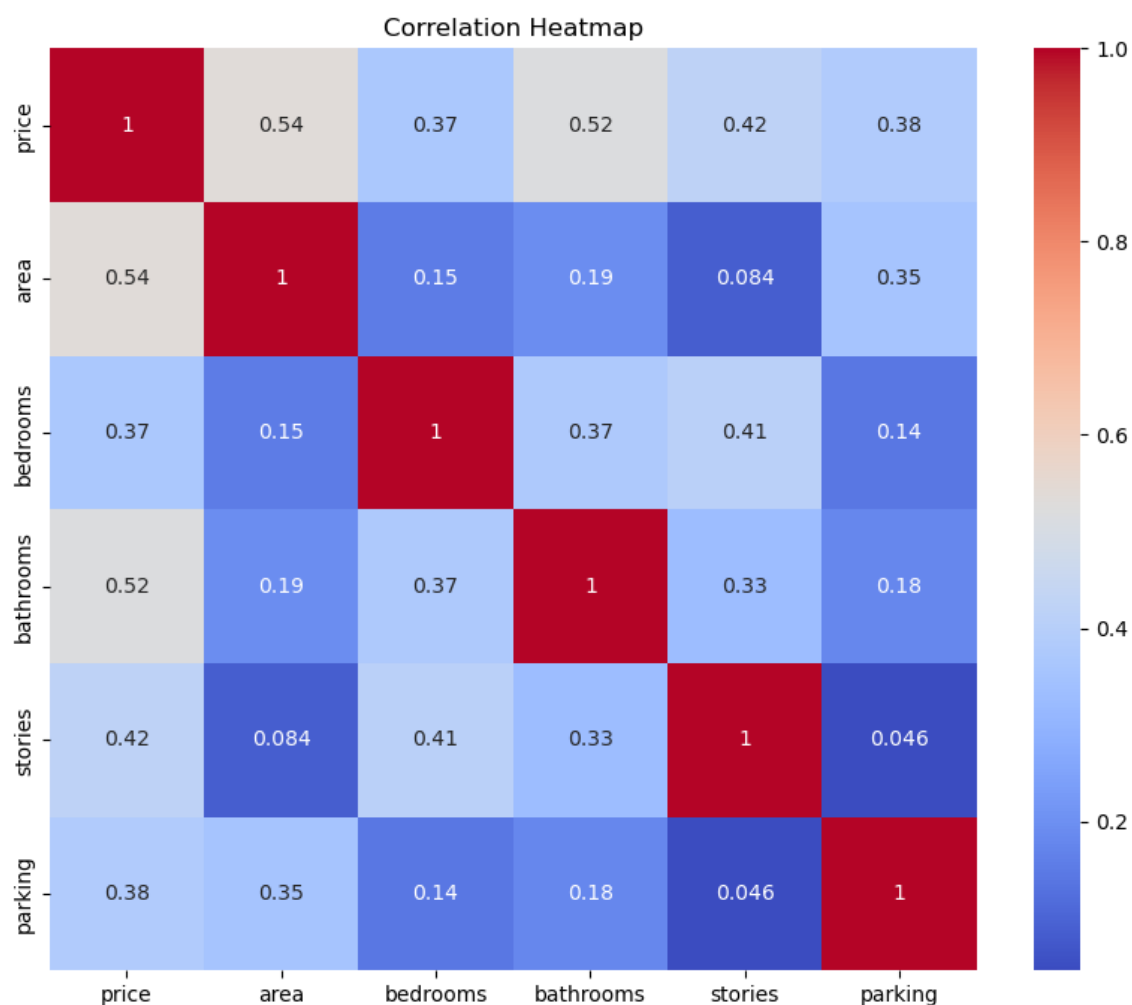 Correlation Heatmap
price 1 0.54 0.37 0.52 0.42 0.38
area 0.54 1 0.15 0.19 0.084 0.35
bedrooms 0.37 0.15 1 0.37 0.41 0.14
bathrooms 0.52 0.19 0.37 1 0.33 0.18
stories 0.42 0.084 0.41 0.33 1 0.046
parking 0.38 0.35 0.14 0.18 0.046 1
price area bedrooms bathrooms stories parking
1.0
0.8
0.6
0.4
0.2